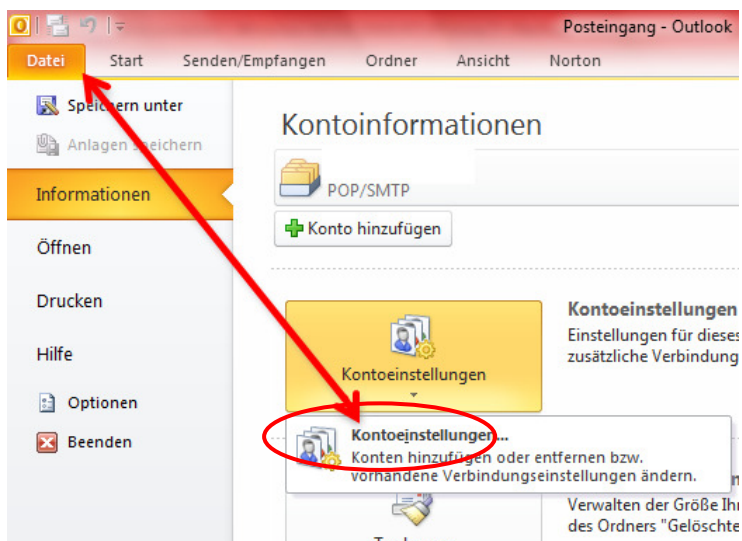 Posteingang - Outlook
Datei Start Senden/Empfangen Ordner Ansicht Norton
Speichern unter
Anlagen speichern
Informationen
Öffnen
Drucken
Hilfe
Optionen
Beenden
Kontoinformationen
POP/SMTP
Konto hinzufügen
Kontoeinstellungen
Kontoeinstellungen
Einstellungen für dieses
zusätzliche Verbindung
Kontoeinstellungen...
Konten hinzufügen oder entfernen bzw.
vorhandene Verbindungseinstellungen ändern.
Verwalten der Größe Ih
des Ordners "Gelöschte